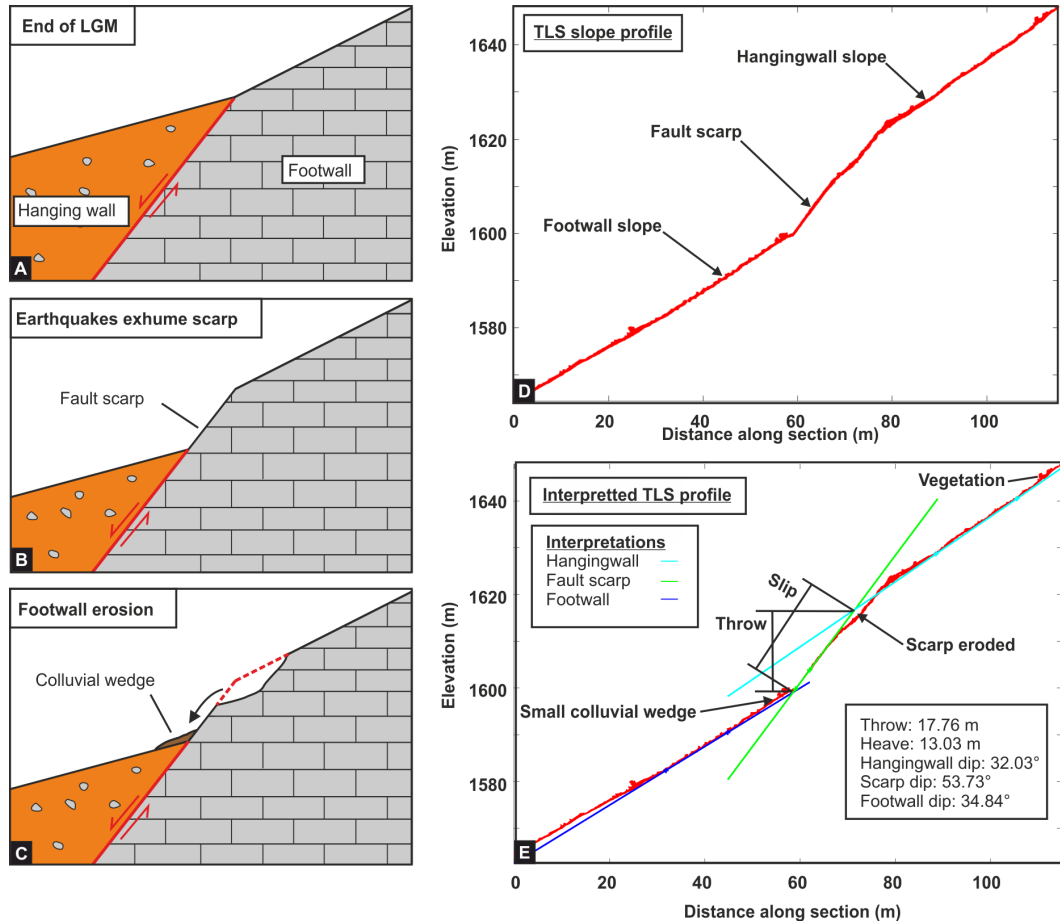 End of LGM
Footwall
Hanging wall
A
Earthquakes exhume scarp
Fault scarp
B
Footwall erosion
Colluvial wedge
C
TLS slope profile
Hangingwall slope
Fault scarp
Footwall slope
Elevation (m)
1640
1620
1600
1580
D
0 20 40 60 80 100
Distance along section (m)
Interpretted TLS profile
Vegetation
Interpretations
Hangingwall
Fault scarp
Footwall
Slip
Throw
Scarp eroded
Small colluvial wedge
Throw: 17.76 m
Heave: 13.03 m
Hangingwall dip: 32.03°
Scarp dip: 53.73°
Footwall dip: 34.84°
Elevation (m)
1640
1620
1600
1580
E
0 20 40 60 80 100
Distance along section (m)